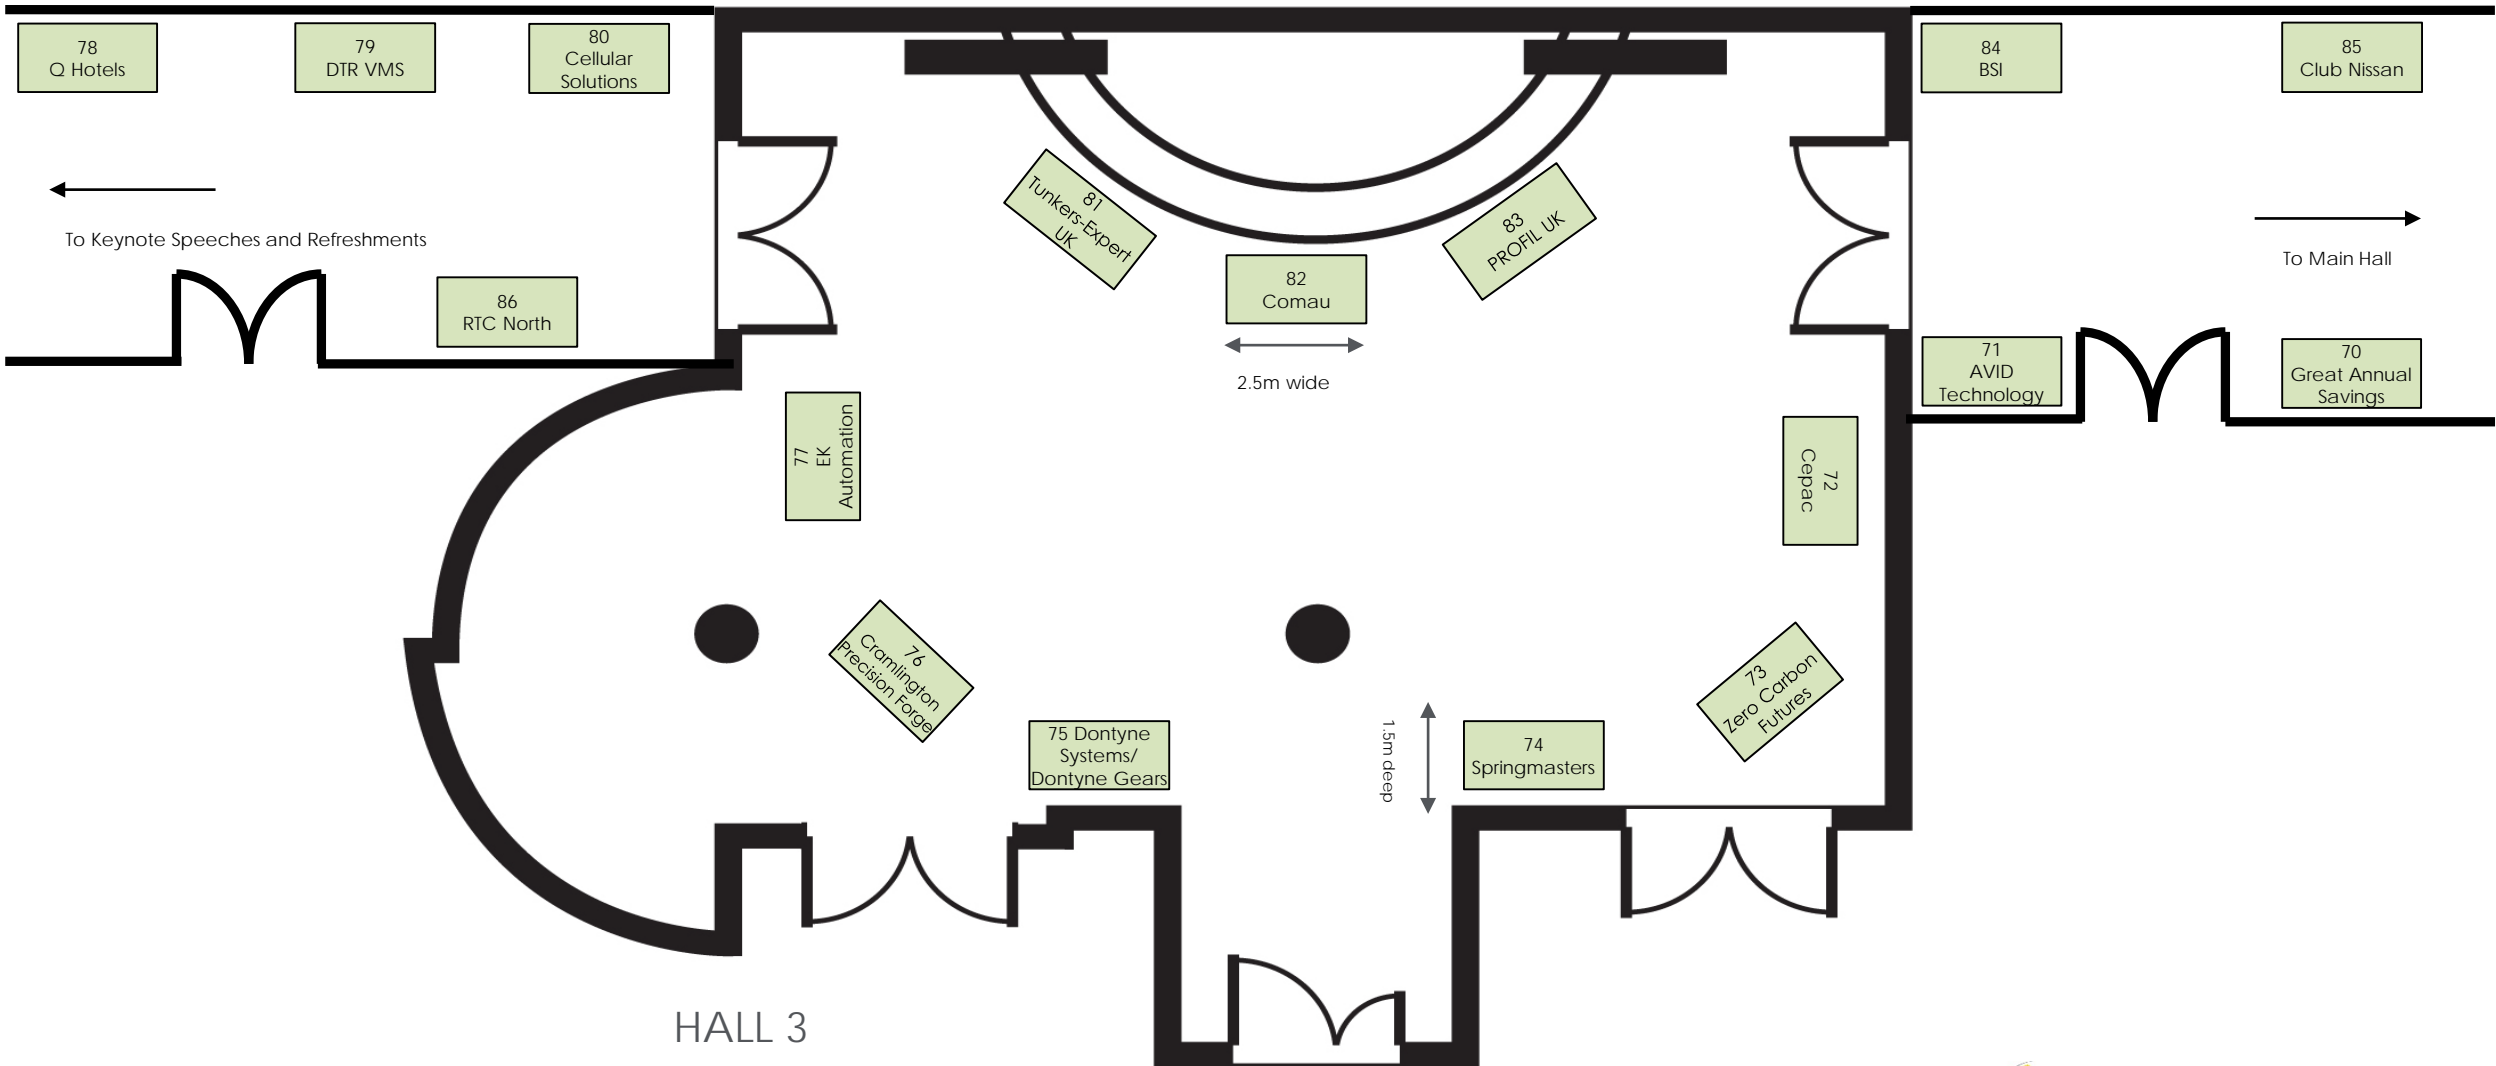 78
Q Hotels
79
DTR VMS
80
Cellular
Solutions
84
BSI
85
Club Nissan
To Keynote Speeches and Refreshments
81
Tunkers-Expert
UK
83
PROFIL UK
To Main Hall
86
RTC North
82
Comau
2.5m wide
71
AVID
Technology
70
Great Annual
Savings
77
EK
Automation
72
Cepac
76
Cramlington
Precision Forge
73
Zero Carbon
Futures
75 Dontyne
Systems/
Dontyne Gears
1.5m deep
74
Springmasters
HALL 3